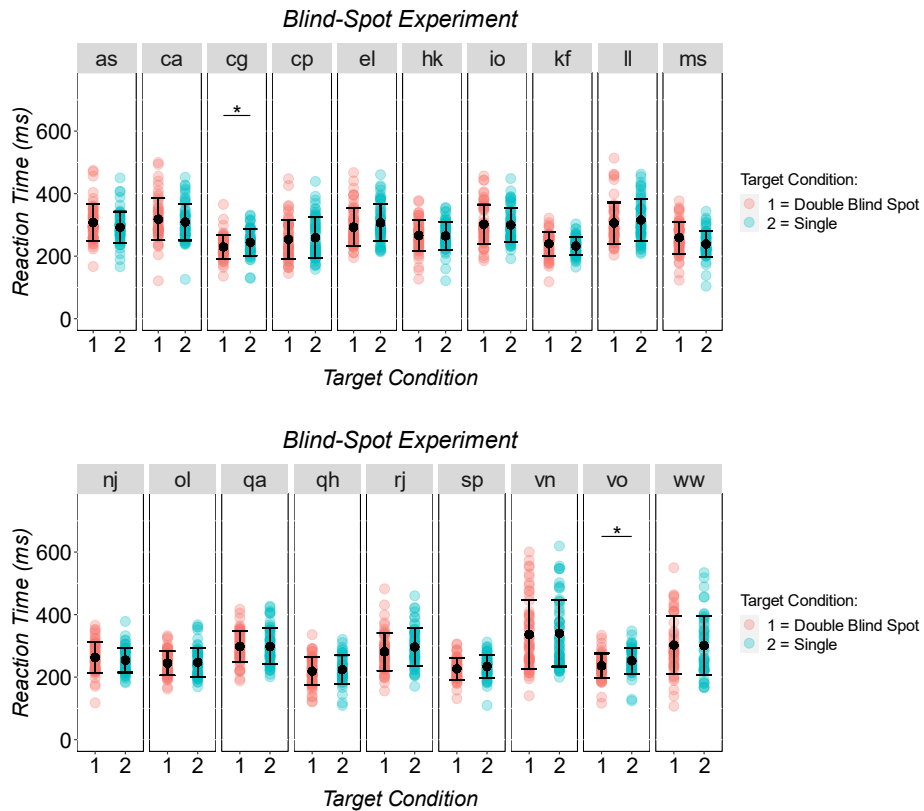 Blind-Spot Experiment
as ca cg cp el hk io kf ll ms
*
Reaction Time (ms)
600
400
200
0
1 2 1 2 1 2 1 2 1 2 1 2 1 2 1 2 1 2 1 2
Target Condition
Target Condition:
1 = Double Blind Spot
2 = Single
Blind-Spot Experiment
nj ol qa qh rj sp vn vo ww
*
Reaction Time (ms)
600
400
200
0
1 2 1 2 1 2 1 2 1 2 1 2 1 2 1 2 1 2
Target Condition
Target Condition:
1 = Double Blind Spot
2 = Single